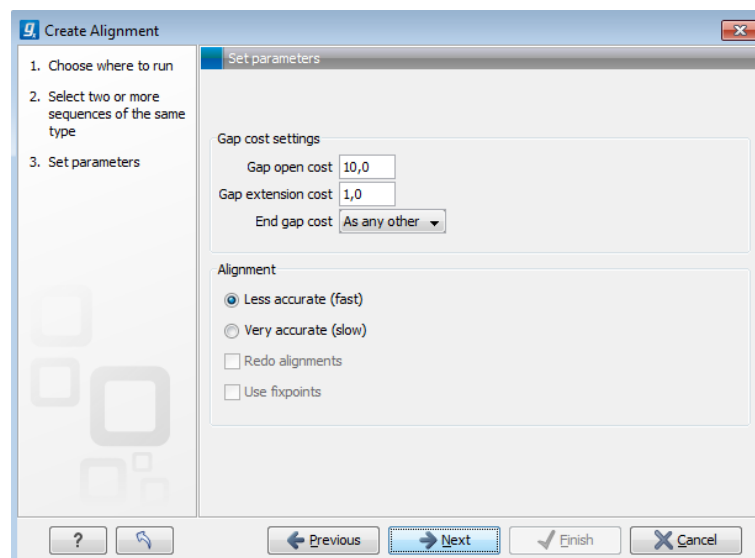 Create Alignment
1. Choose where to run
2. Select two or more
sequences of the same
type
3. Set parameters
Set parameters
Gap cost settings
Gap open cost 10,0
Gap extension cost 1,0
End gap cost As any other
Alignment
Less accurate (fast)
Very accurate (slow)
Redo alignments
Use fixpoints
? Previous Next Finish Cancel